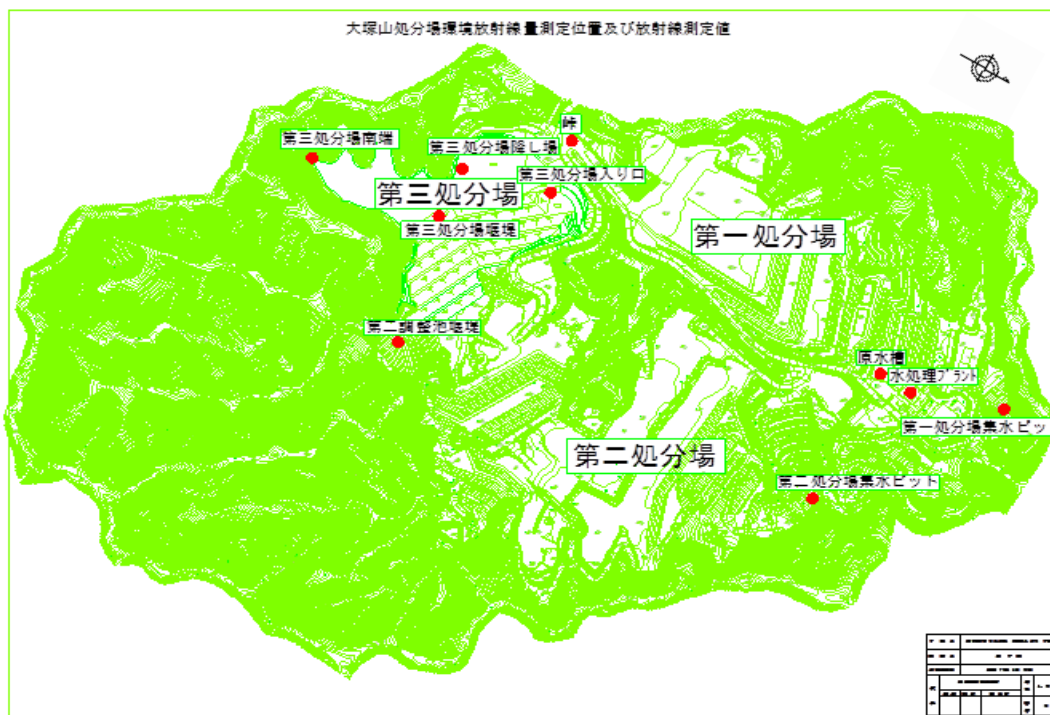 大塚山処分場環境放射線量測定位置及び放射線測定値
峠
第三処分場南端
第三処分場降し場
第三処分場入り口
第三処分場
第三処分場堰堤
第一処分場
第二調整池堰堤
原水槽
水処理プラント
第一処分場集水ピッ
第二処分場
第二処分場集水ピット